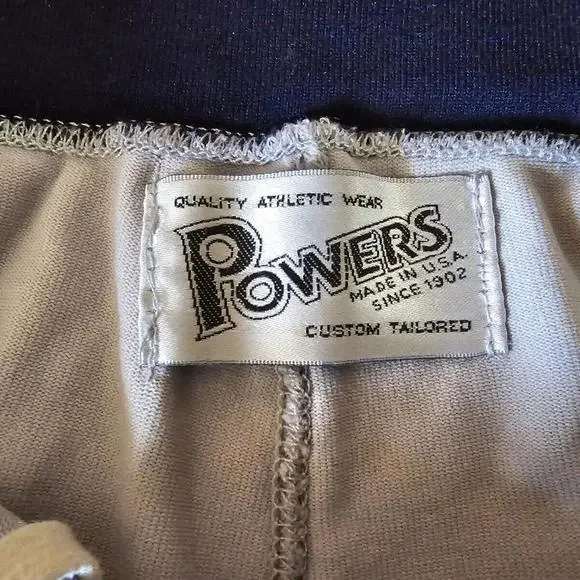 QUALITY ATHLETIC WEAR
POWERS
MADE IN U.S.A.
SINCE 1902
CUSTOM TAILORED